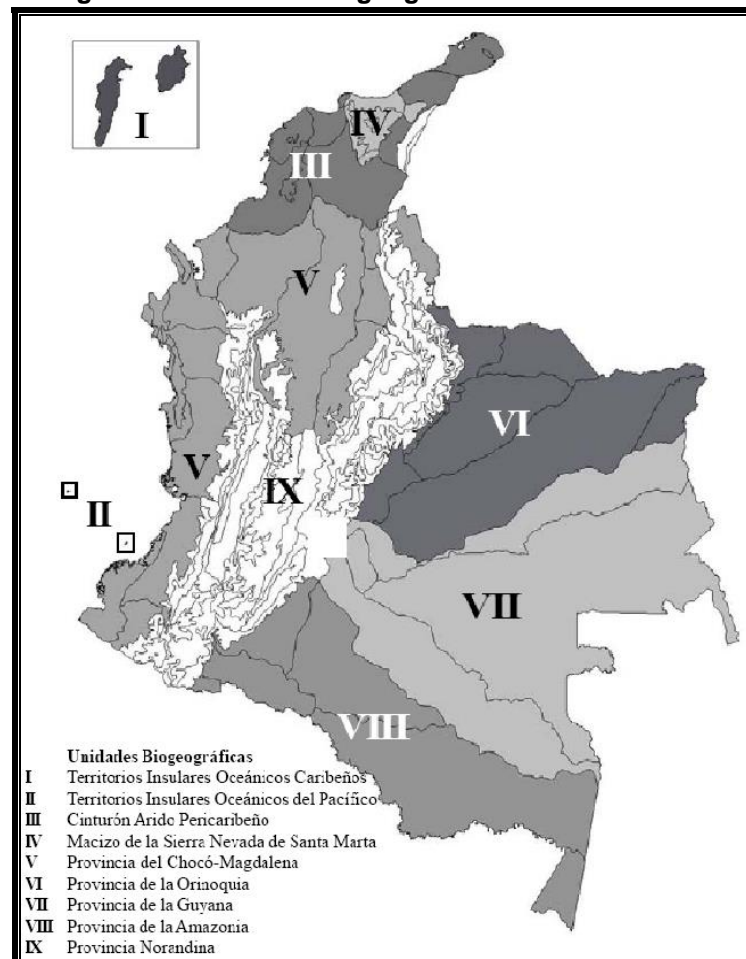 I
IV
III
V
VI
V
IX
II
VII
VIII
Unidades Biogeográficas
I Territorios Insulares Oceánicos Caribeños
II Territorios Insulares Oceánicos del Pacífico
III Cinturón Arido Pericaribeño
IV Macizo de la Sierra Nevada de Santa Marta
V Provincia del Chocó-Magdalena
VI Provincia de la Orinoquia
VII Provincia de la Guyana
VIII Provincia de la Amazonia
IX Provincia Norandina